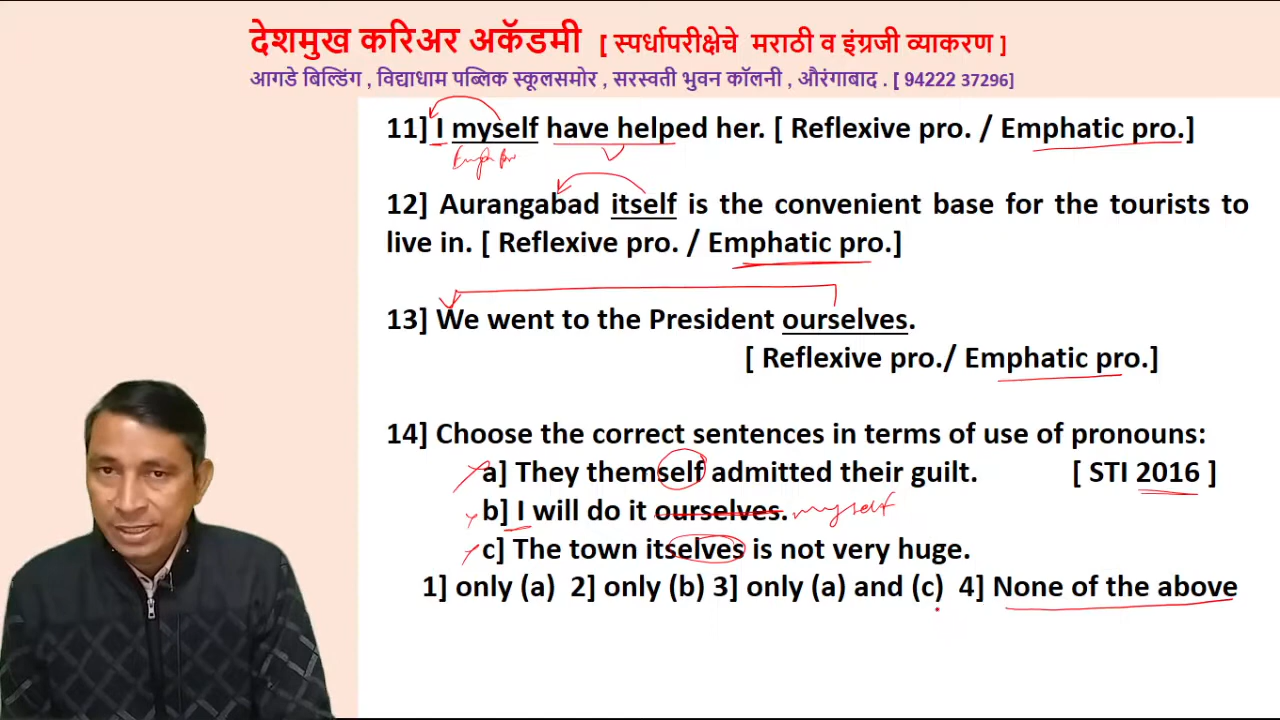 देशमुख करिअर अकॅडमी [ स्पर्धापरीक्षेचे मराठी व इंग्रजी व्याकरण ]
आगडे बिल्डिंग , विद्याधाम पब्लिक स्कूलसमोर , सरस्वती भुवन कॉलनी , औरंगाबाद . [ 94222 37296]
11] I myself have helped her. [ Reflexive pro. / Emphatic pro.]
12] Aurangabad itself is the convenient base for the tourists to
live in. [ Reflexive pro. / Emphatic pro.]
13] We went to the President ourselves.
[ Reflexive pro./ Emphatic pro.]
14] Choose the correct sentences in terms of use of pronouns:
a] They themself admitted their guilt. [ STI 2016 ]
b] I will do it ourselves. myself
c] The town itselves is not very huge.
1] only (a) 2] only (b) 3] only (a) and (c) 4] None of the above